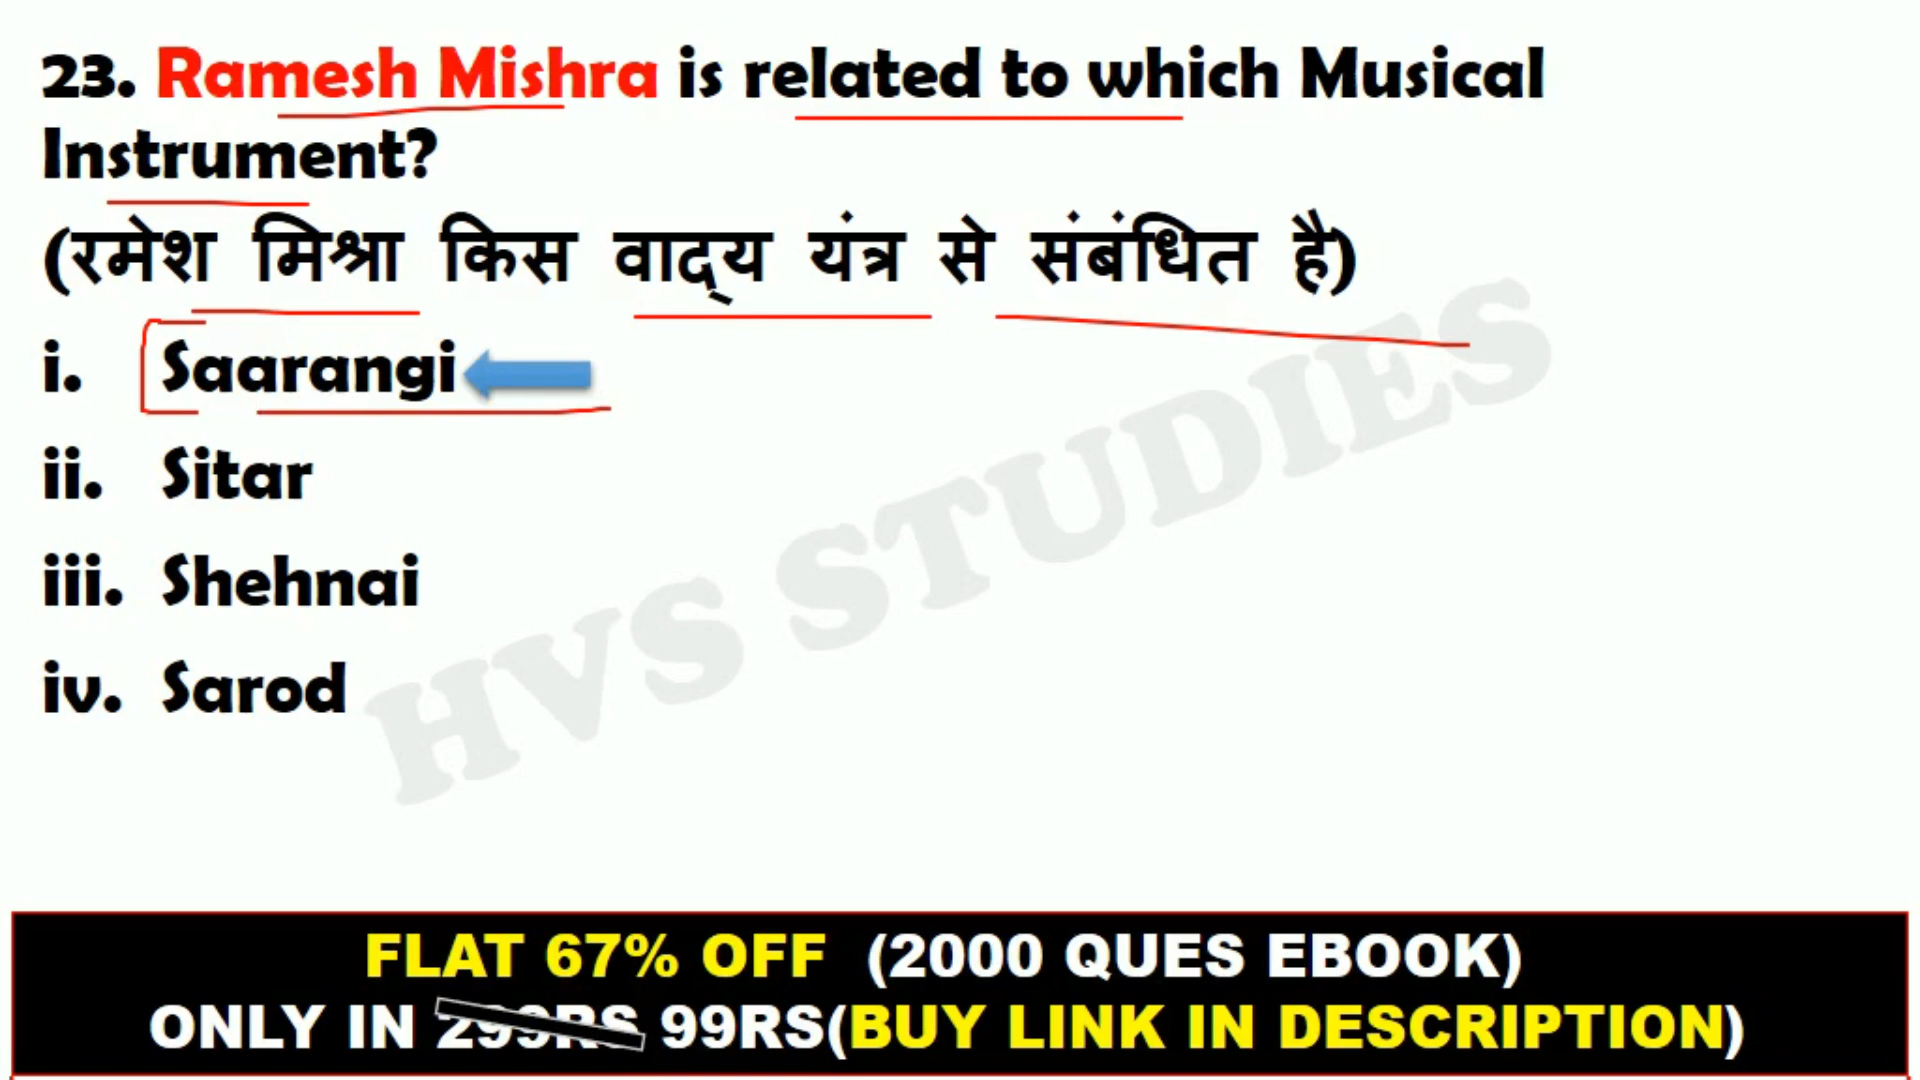 23. Ramesh Mishra is related to which Musical
Instrument?
(रमेश मिश्रा किस वाद्य यंत्र से संबंधित है)
i. Saarangi
ii. Sitar
iii. Shehnai
iv. Sarod
HVS STUDIES
FLAT 67% OFF (2000 QUES EBOOK)
ONLY IN 299RS 99RS(BUY LINK IN DESCRIPTION)